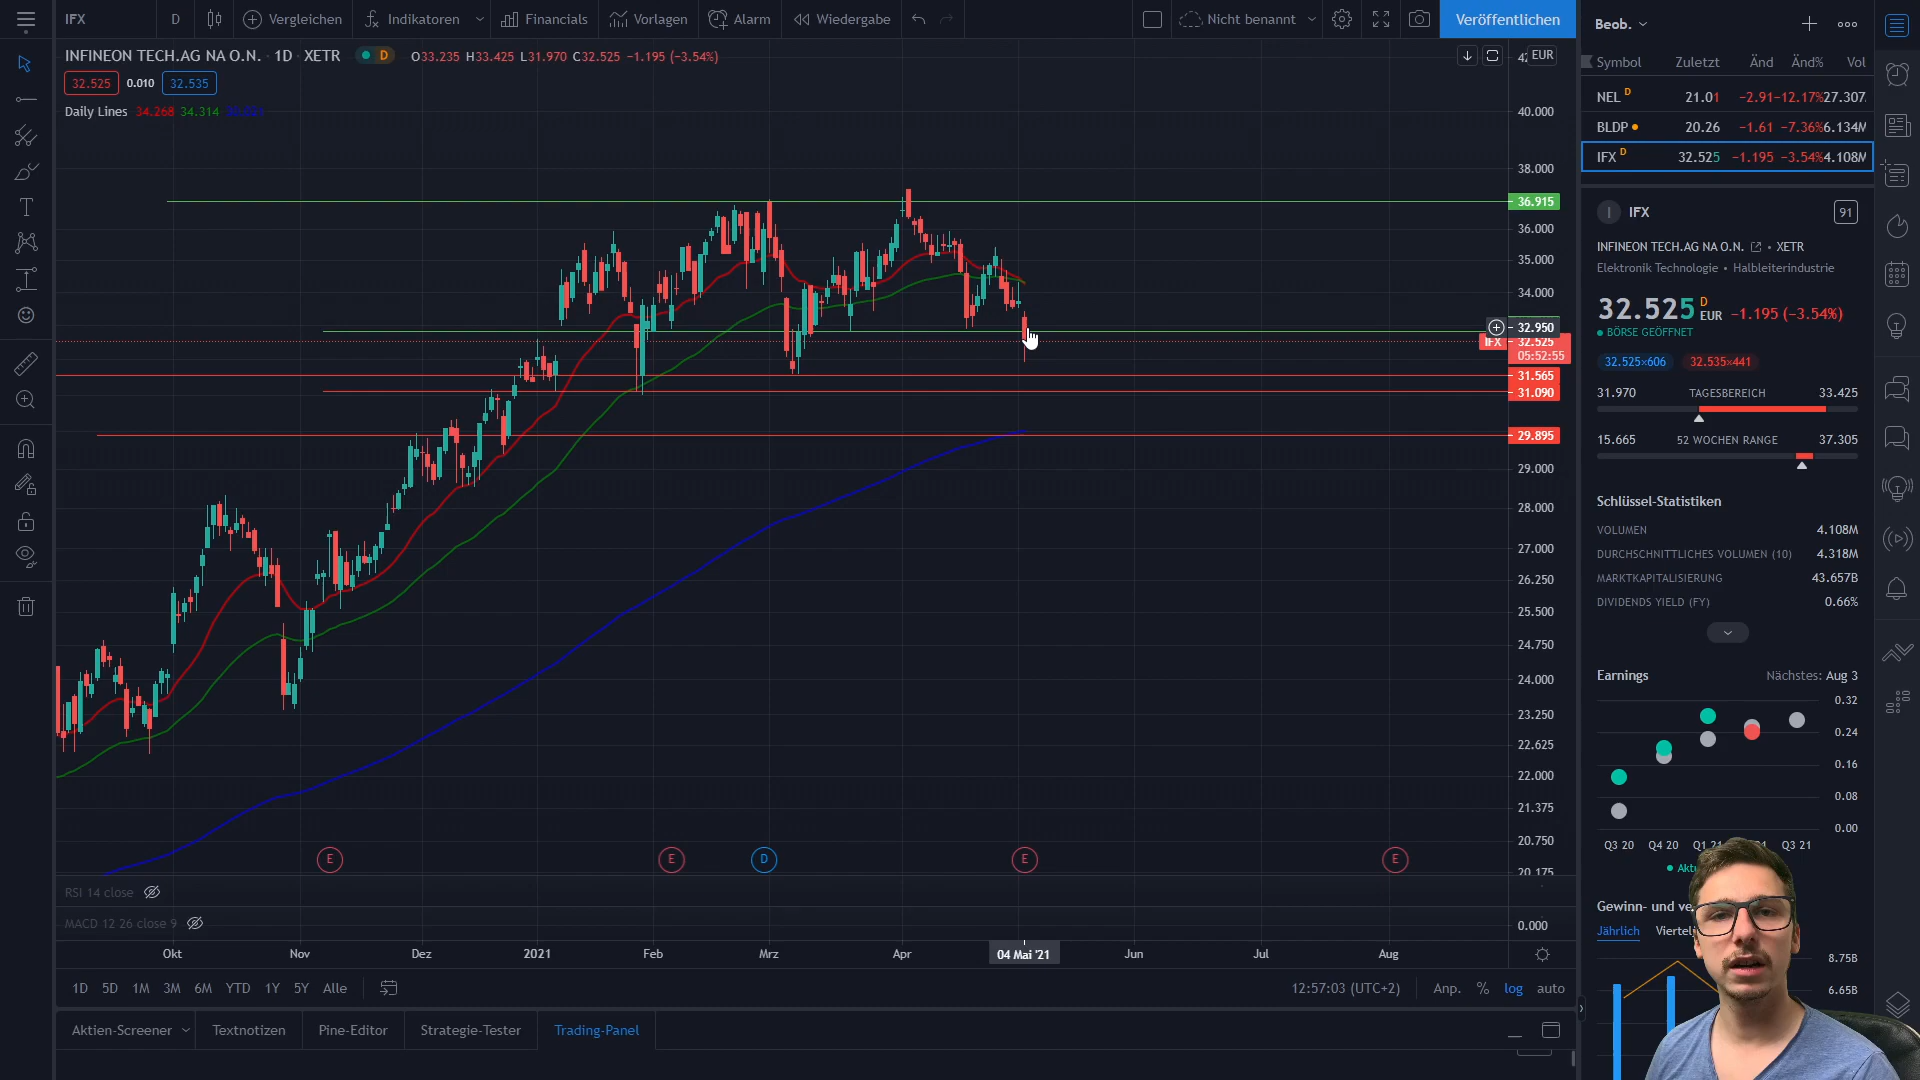 IFX D Vergleichen Indikatoren Financials Vorlagen Alarm Wiedergabe Nicht benannt Veröffentlichen
INFINEON TECH.AG NA O.N. · 1D · XETR D O33.235 H33.425 L31.970 C32.525 −1.195 (−3.54%)
32.525 0.010 32.535
Daily Lines 34.268 34.314
EUR
40.000
38.000
36.915
36.000
35.000
34.000
32.950
IFX 32.525
05:52:55
31.565
31.090
29.895
29.000
28.000
27.000
26.250
25.500
24.750
24.000
23.250
22.625
22.000
21.375
20.750
20.175
E E D E E
RSI 14 close
MACD 12 26 close 9
0.000
Okt Nov Dez 2021 Feb Mrz Apr 04 Mai '21 Jun Jul Aug
1D 5D 1M 3M 6M YTD 1Y 5Y Alle 12:57:03 (UTC+2) Anp. % log auto
Aktien-Screener Textnotizen Pine-Editor Strategie-Tester Trading-Panel
Beob.
Symbol Zuletzt Änd Änd% Vol
NEL D 21.01 −2.91 −12.17% 27.307
BLDP 20.26 −1.61 −7.36% 6.134M
IFX D 32.525 −1.195 −3.54% 4.108M
I IFX 91
INFINEON TECH.AG NA O.N. • XETR
Elektronik Technologie • Halbleiterindustrie
32.525 D EUR −1.195 (−3.54%)
BÖRSE GEÖFFNET
32.525×606 32.535×441
31.970 TAGESBEREICH 33.425
15.665 52 WOCHEN RANGE 37.305
Schlüssel-Statistiken
VOLUMEN 4.108M
DURCHSCHNITTLICHES VOLUMEN (10) 4.318M
MARKTKAPITALISIERUNG 43.657B
DIVIDENDS YIELD (FY) 0.66%
Earnings Nächstes: Aug 3
0.32
0.24
0.16
0.08
0.00
Q3 20 Q4 20 Q1 21 Q3 21
Gewinn- und
Jährlich
8.75B
6.65B